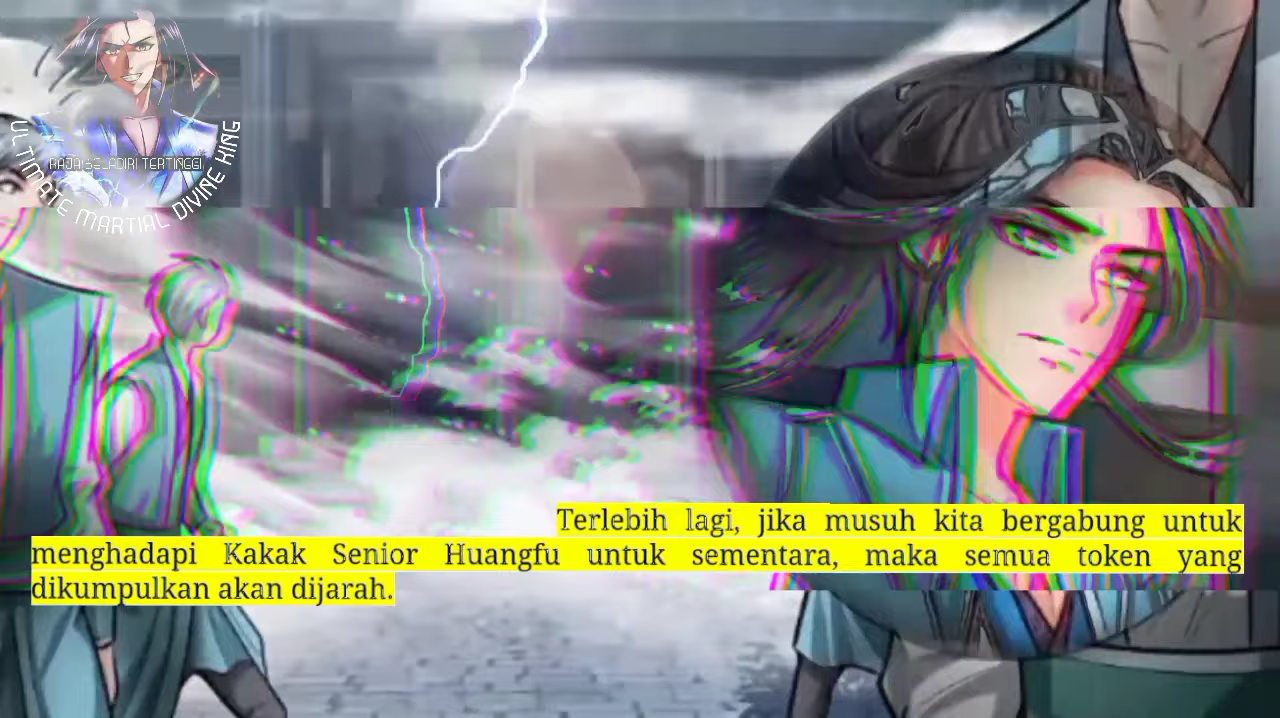 RAJA BELADIRI TERTINGGI
ULTIMATE MARTIAL DIVINE KING
Terlebih lagi, jika musuh kita bergabung untuk
menghadapi Kakak Senior Huangfu untuk sementara, maka semua token yang
dikumpulkan akan dijarah.